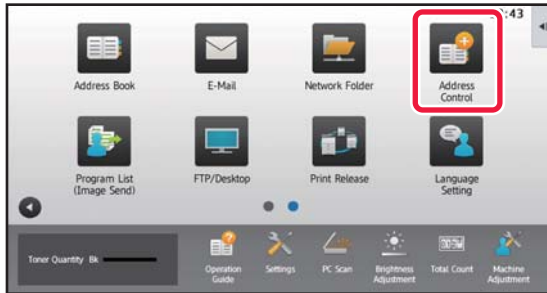 :43
Address Book
E-Mail
Network Folder
Address
Control
Program List
(Image Send)
FTP/Desktop
Print Release
Language
Setting
Toner Quantity Bk
Operation
Guide
Settings
PC Scan
Brightness
Adjustment
Total Count
Machine
Adjustment